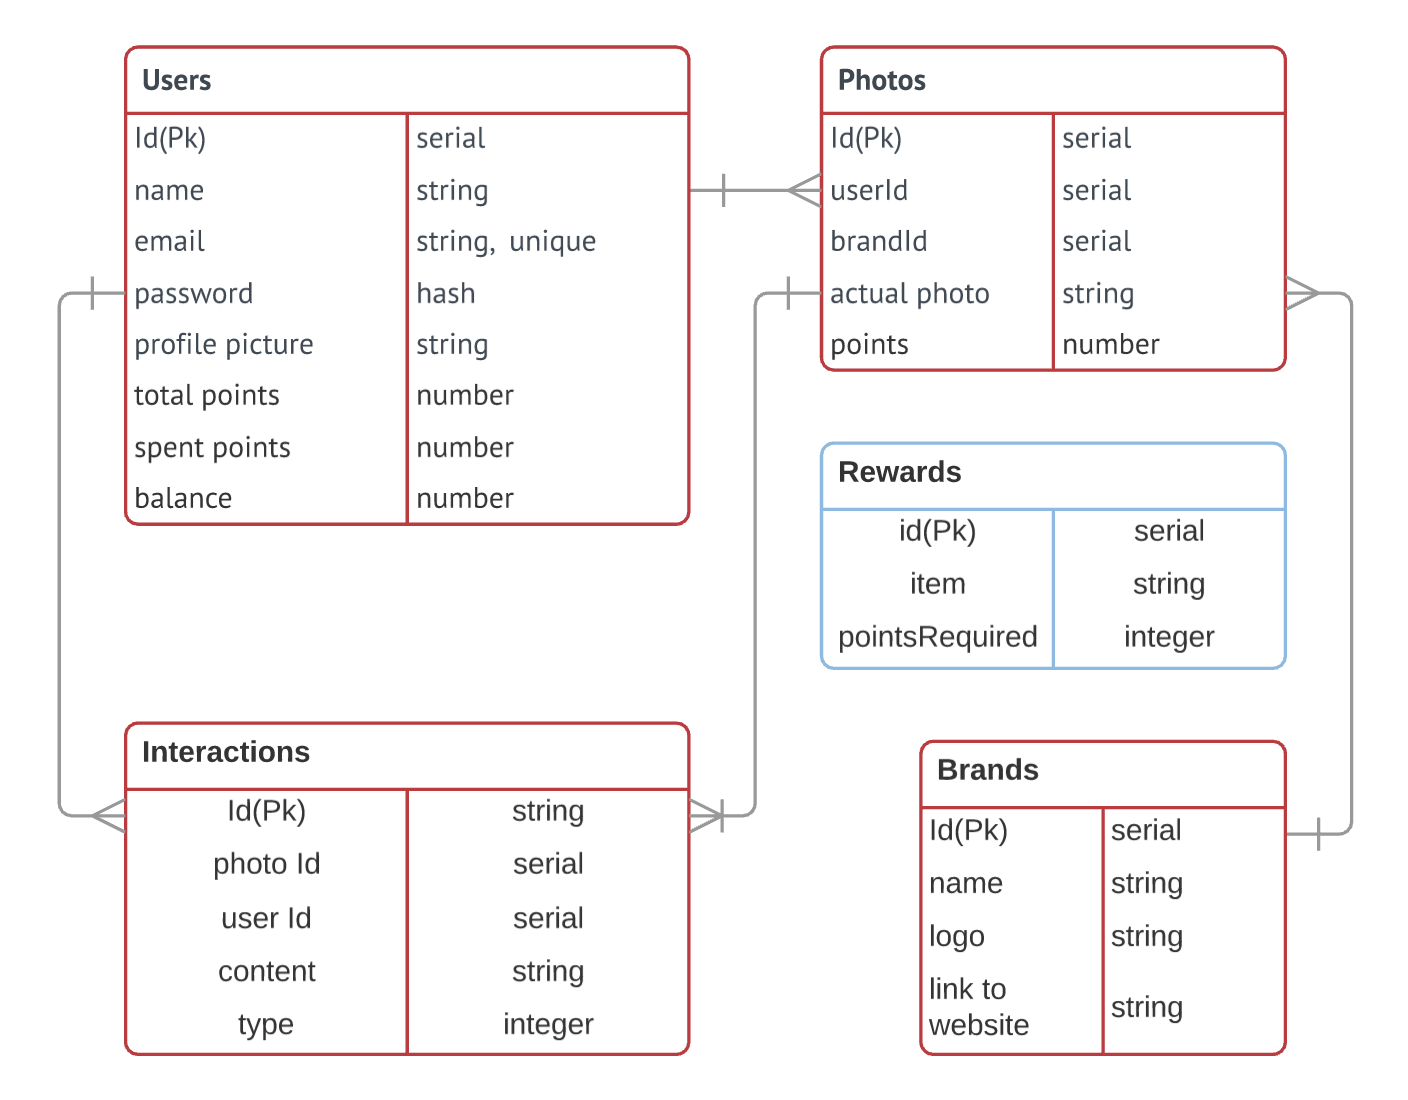 Users
Id(Pk) serial
name string
email string, unique
password hash
profile picture string
total points number
spent points number
balance number
Photos
Id(Pk) serial
userId serial
brandId serial
actual photo string
points number
Rewards
id(Pk) serial
item string
pointsRequired integer
Interactions
Id(Pk) string
photo Id serial
user Id serial
content string
type integer
Brands
Id(Pk) serial
name string
logo string
link to
website string